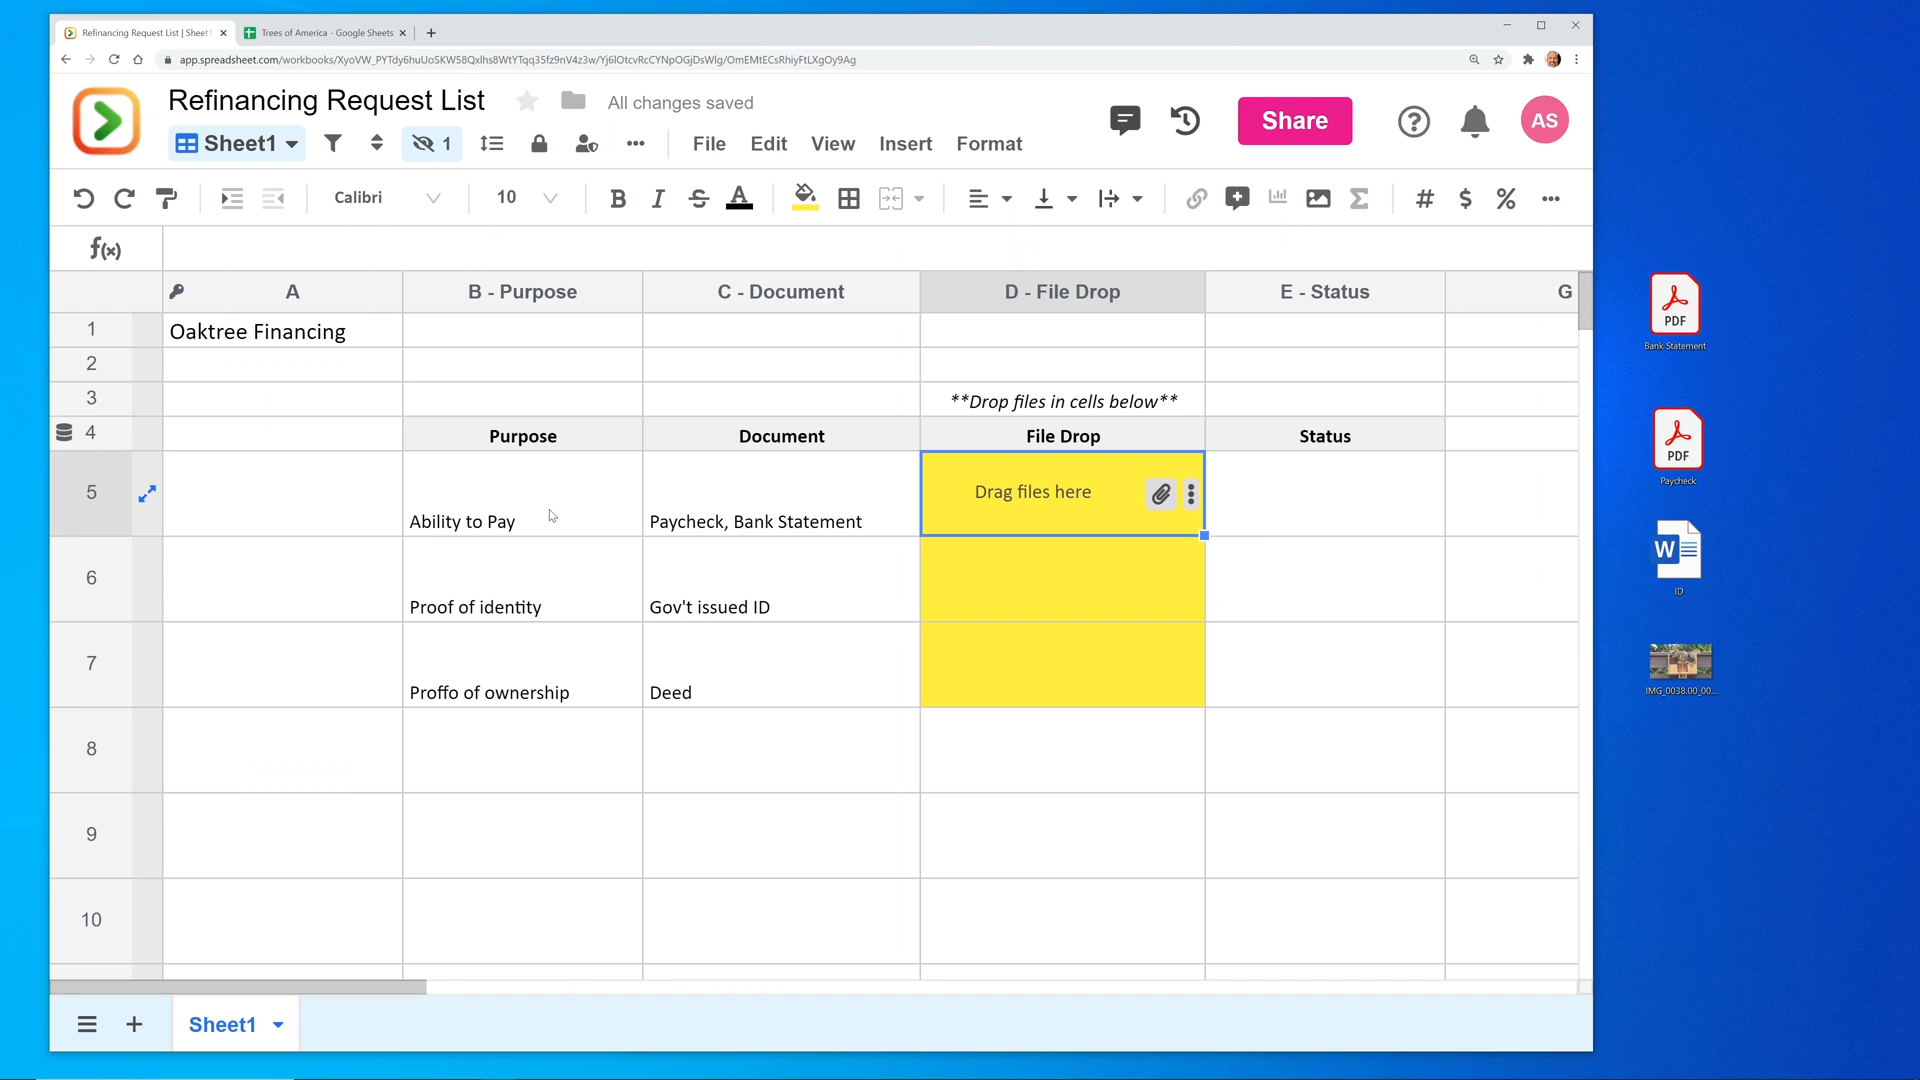 Refinancing Request List | Sheet1
Trees of America - Google Sheets
app.spreadsheet.com/workbooks/XyoVW_PYTdy6huUoSKW58Qxlhs8WtYTqq35fz9nV4z3w/Yj6lOtcvRcCYNpOGjDsWlg/OmEMtECsRhiyFtLXgOy9Ag
Refinancing Request List
All changes saved
Share
AS
Sheet1
1
File
Edit
View
Insert
Format
Calibri
10
B
I
S
A
#
$
%
f(x)
A
B - Purpose
C - Document
D - File Drop
E - Status
G
1
Oaktree Financing
2
3
**Drop files in cells below**
4
Purpose
Document
File Drop
Status
5
Ability to Pay
Paycheck, Bank Statement
Drag files here
6
Proof of identity
Gov't issued ID
7
Proffo of ownership
Deed
8
9
10
Sheet1
PDF
Bank Statement
PDF
Paycheck
W
ID
IMG_0038.00_00...